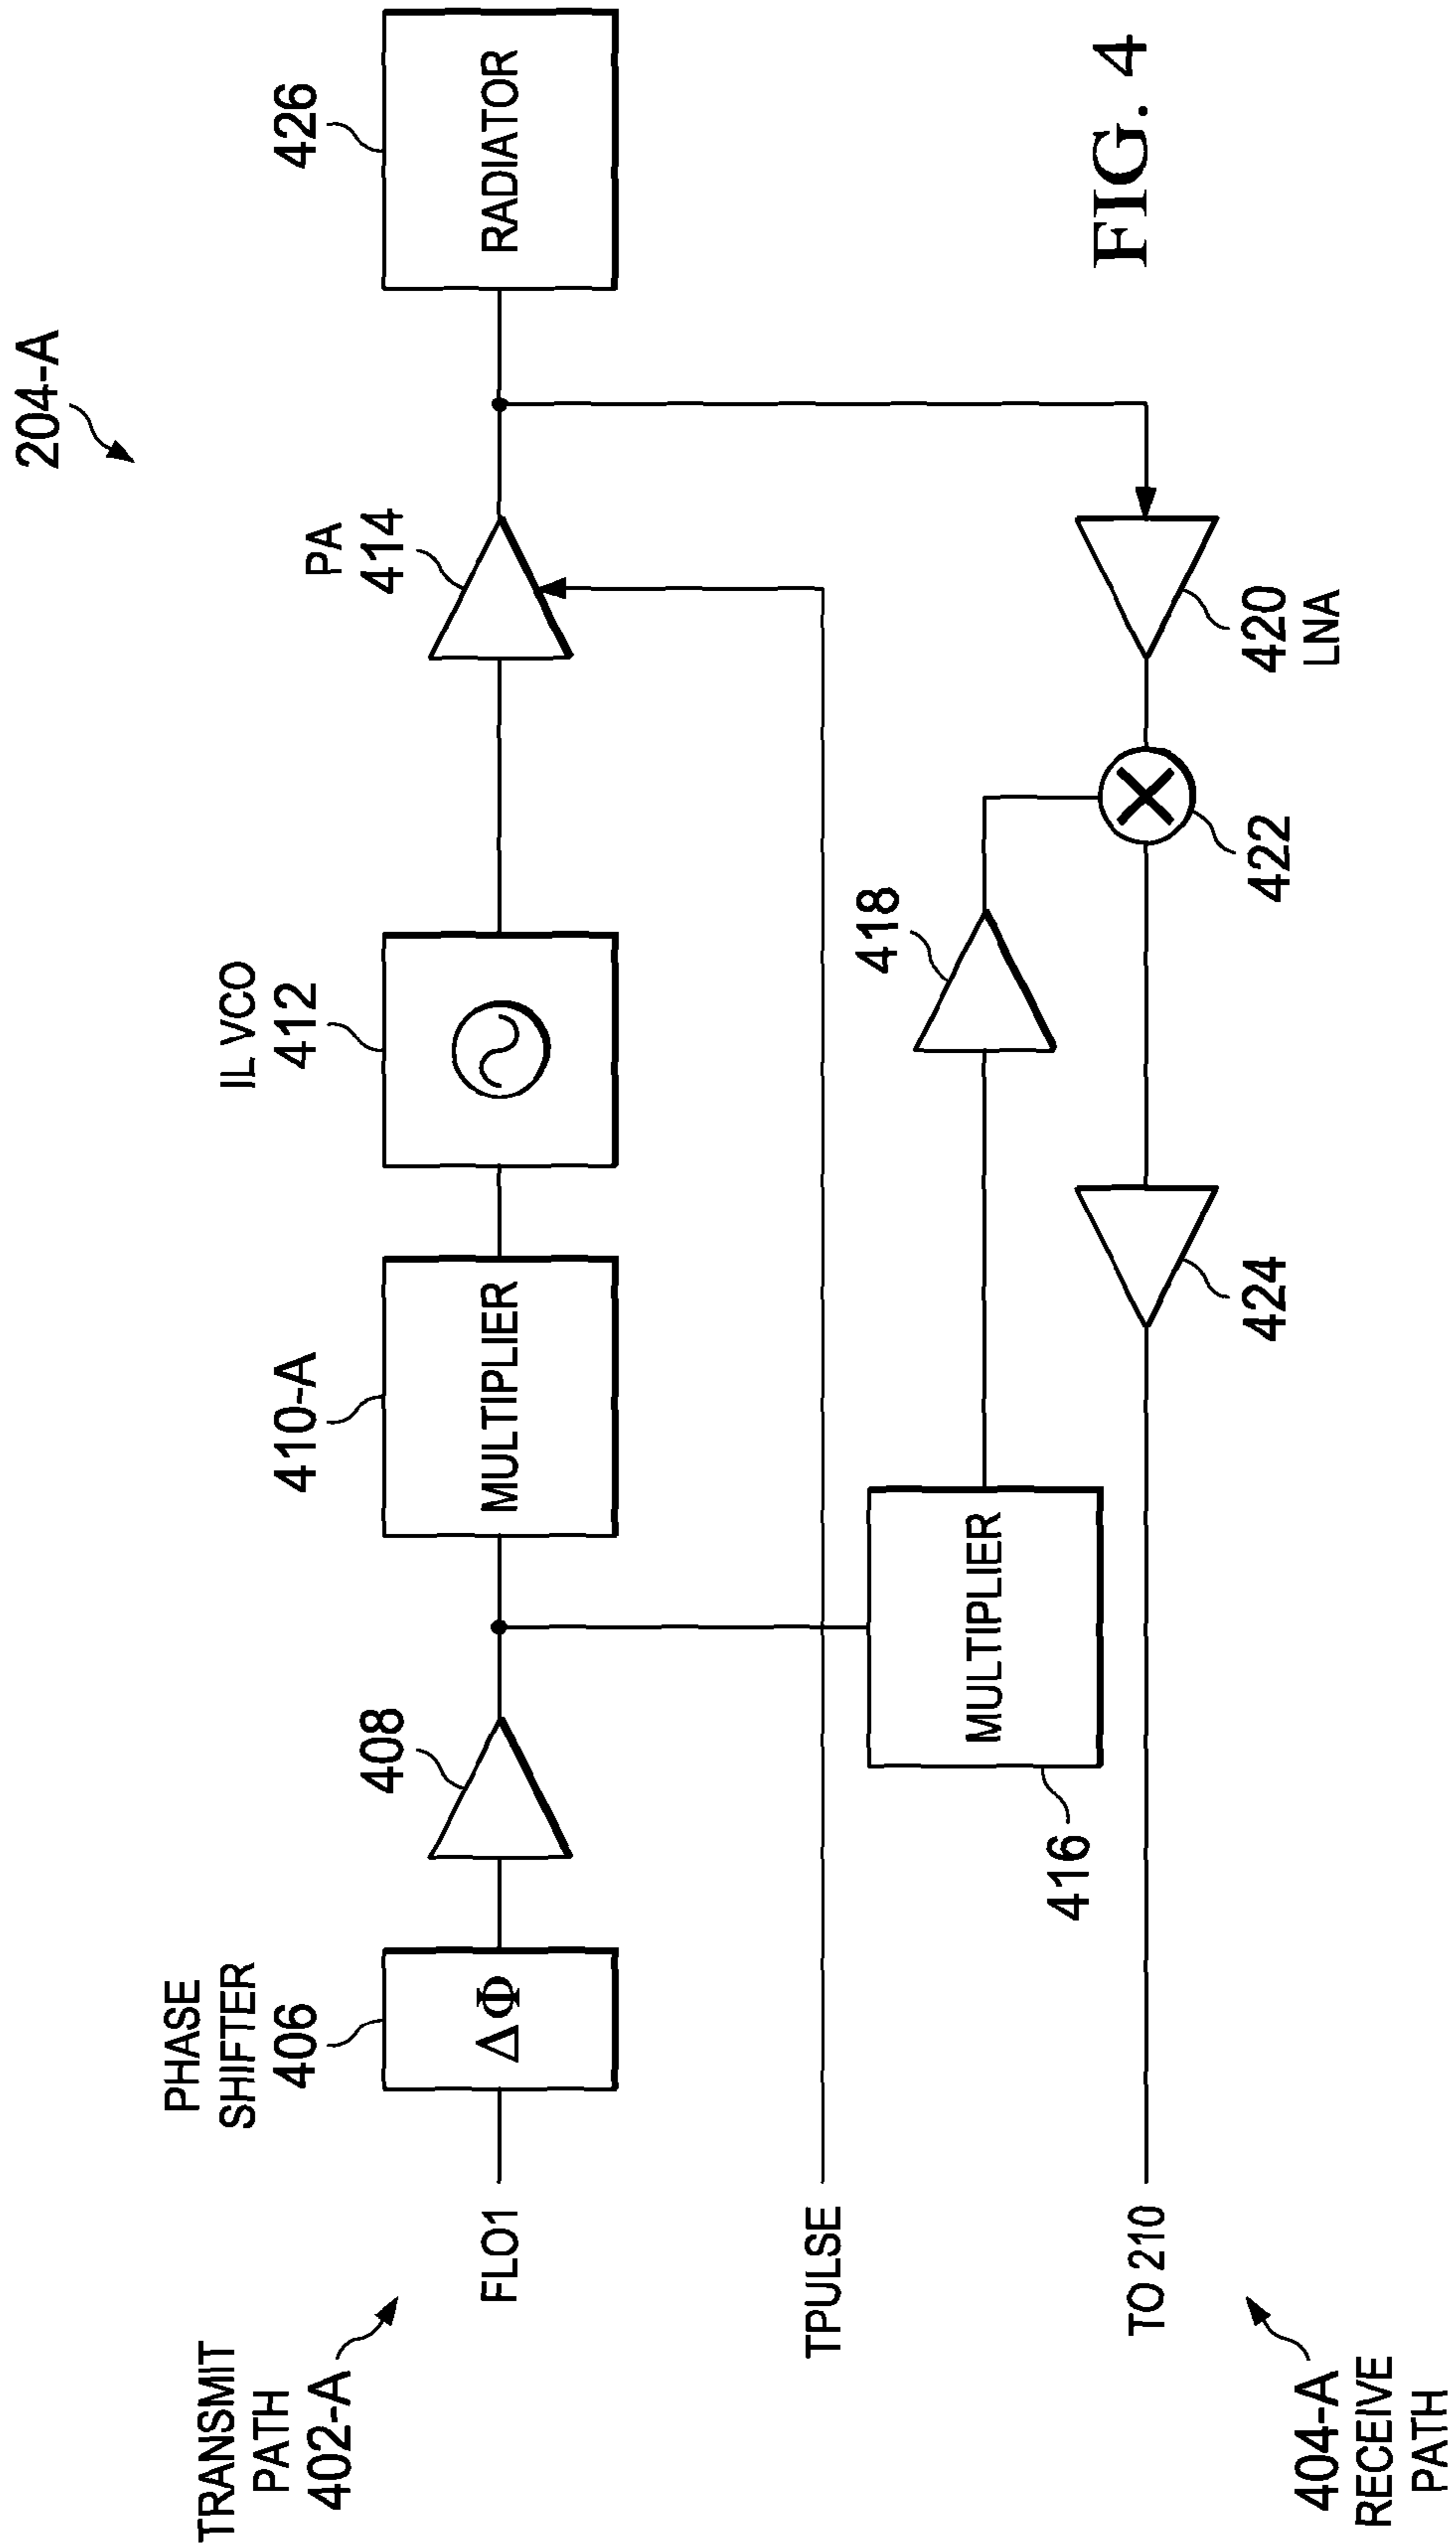 204-A
TRANSMIT
PATH
402-A
PHASE
SHIFTER
406
ΔΦ
FLO1
408
410-A
MULTIPLIER
IL VCO
412
PA
414
426
RADIATOR
TPULSE
416
MULTIPLIER
418
420
LNA
422
424
TO 210
404-A
RECEIVE
PATH
FIG. 4